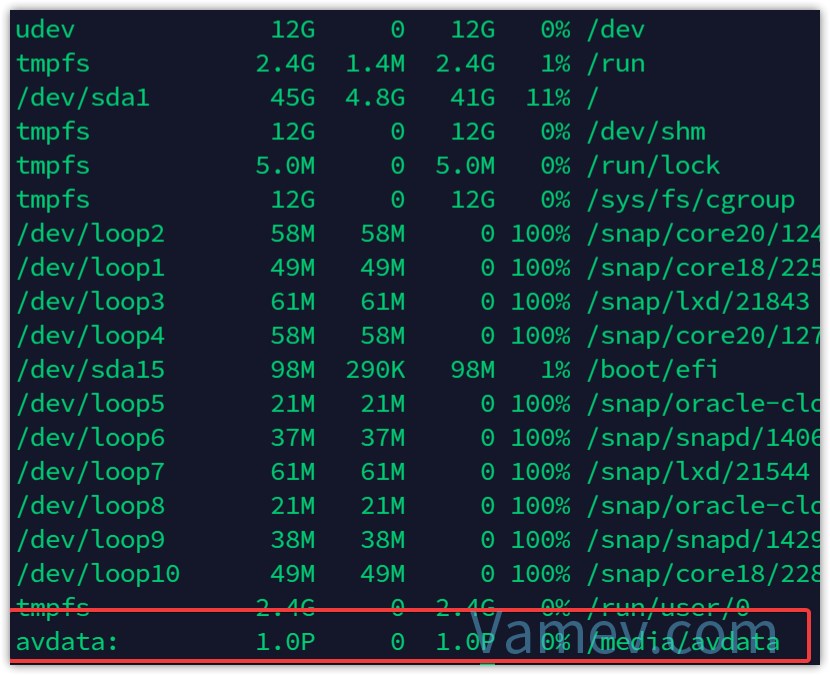 udev 12G 0 12G 0% /dev
tmpfs 2.4G 1.4M 2.4G 1% /run
/dev/sda1 45G 4.8G 41G 11% /
tmpfs 12G 0 12G 0% /dev/shm
tmpfs 5.0M 0 5.0M 0% /run/lock
tmpfs 12G 0 12G 0% /sys/fs/cgroup
/dev/loop2 58M 58M 0 100% /snap/core20/124
/dev/loop1 49M 49M 0 100% /snap/core18/225
/dev/loop3 61M 61M 0 100% /snap/lxd/21843
/dev/loop4 58M 58M 0 100% /snap/core20/127
/dev/sda15 98M 290K 98M 1% /boot/efi
/dev/loop5 21M 21M 0 100% /snap/oracle-clo
/dev/loop6 37M 37M 0 100% /snap/snapd/1406
/dev/loop7 61M 61M 0 100% /snap/lxd/21544
/dev/loop8 21M 21M 0 100% /snap/oracle-clo
/dev/loop9 38M 38M 0 100% /snap/snapd/1429
/dev/loop10 49M 49M 0 100% /snap/core18/228
tmpfs 2.4G 0 2.4G 0% /run/user/0
avdata: 1.0P 0 1.0P 0% /media/avdata
Vamev.com